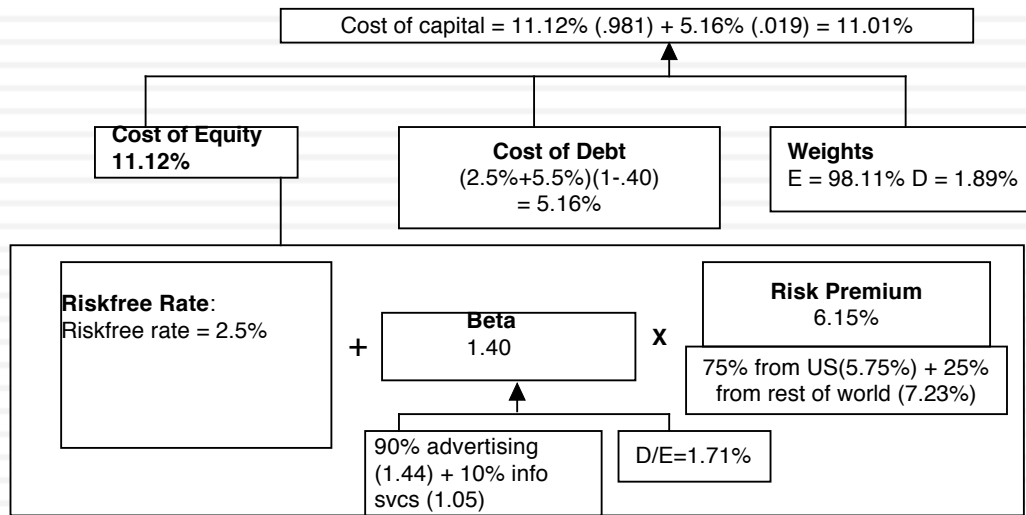 Cost of capital = 11.12% (.981) + 5.16% (.019) = 11.01%
Cost of Equity
11.12%
Cost of Debt
(2.5%+5.5%)(1-.40)
= 5.16%
Weights
E = 98.11% D = 1.89%
Riskfree Rate:
Riskfree rate = 2.5%
+
Beta
1.40
X
Risk Premium
6.15%
75% from US(5.75%) + 25%
from rest of world (7.23%)
90% advertising
(1.44) + 10% info
svcs (1.05)
D/E=1.71%